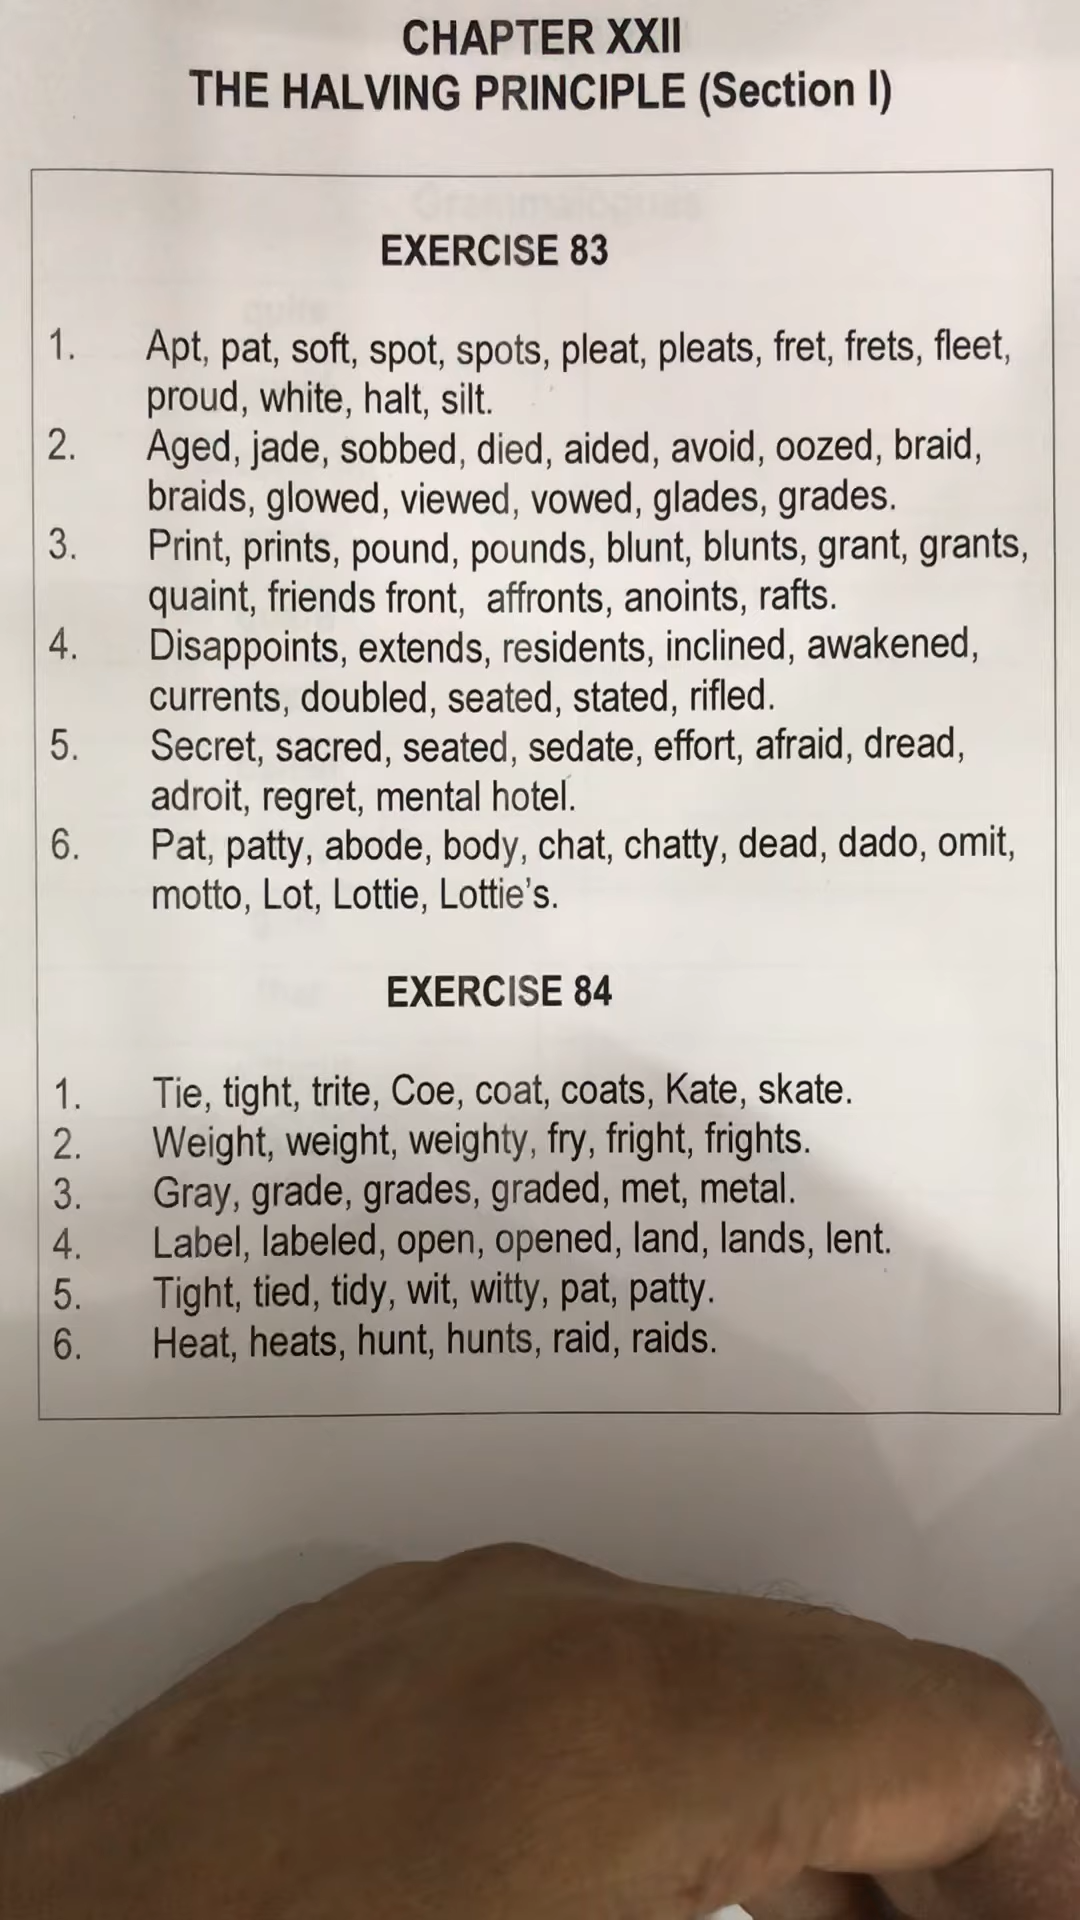 CHAPTER XXII
THE HALVING PRINCIPLE (Section I)
EXERCISE 83
1. Apt, pat, soft, spot, spots, pleat, pleats, fret, frets, fleet,
proud, white, halt, silt.
2. Aged, jade, sobbed, died, aided, avoid, oozed, braid,
braids, glowed, viewed, vowed, glades, grades.
3. Print, prints, pound, pounds, blunt, blunts, grant, grants,
quaint, friends front, affronts, anoints, rafts.
4. Disappoints, extends, residents, inclined, awakened,
currents, doubled, seated, stated, rifled.
5. Secret, sacred, seated, sedate, effort, afraid, dread,
adroit, regret, mental hotel.
6. Pat, patty, abode, body, chat, chatty, dead, dado, omit,
motto, Lot, Lottie, Lottie's.
EXERCISE 84
1. Tie, tight, trite, Coe, coat, coats, Kate, skate.
2. Weight, weight, weighty, fry, fright, frights.
3. Gray, grade, grades, graded, met, metal.
4. Label, labeled, open, opened, land, lands, lent.
5. Tight, tied, tidy, wit, witty, pat, patty.
6. Heat, heats, hunt, hunts, raid, raids.